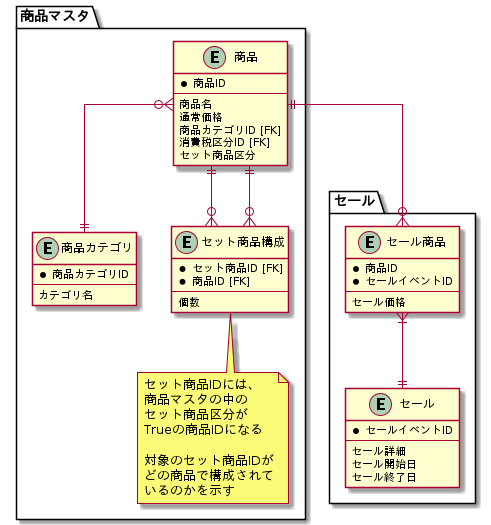 商品マスタ
E 商品
商品ID
商品名
通常価格
商品カテゴリID [FK]
消費税区分ID [FK]
セット商品区分
E 商品カテゴリ
商品カテゴリID
カテゴリ名
E セット商品構成
セット商品ID [FK]
商品ID [FK]
個数
セット商品IDには、
商品マスタの中の
セット商品区分が
Trueの商品IDになる
対象のセット商品IDが
どの商品で構成されて
いるのかを示す
セール
E セール商品
商品ID
セールイベントID
セール価格
E セール
セールイベントID
セール詳細
セール開始日
セール終了日